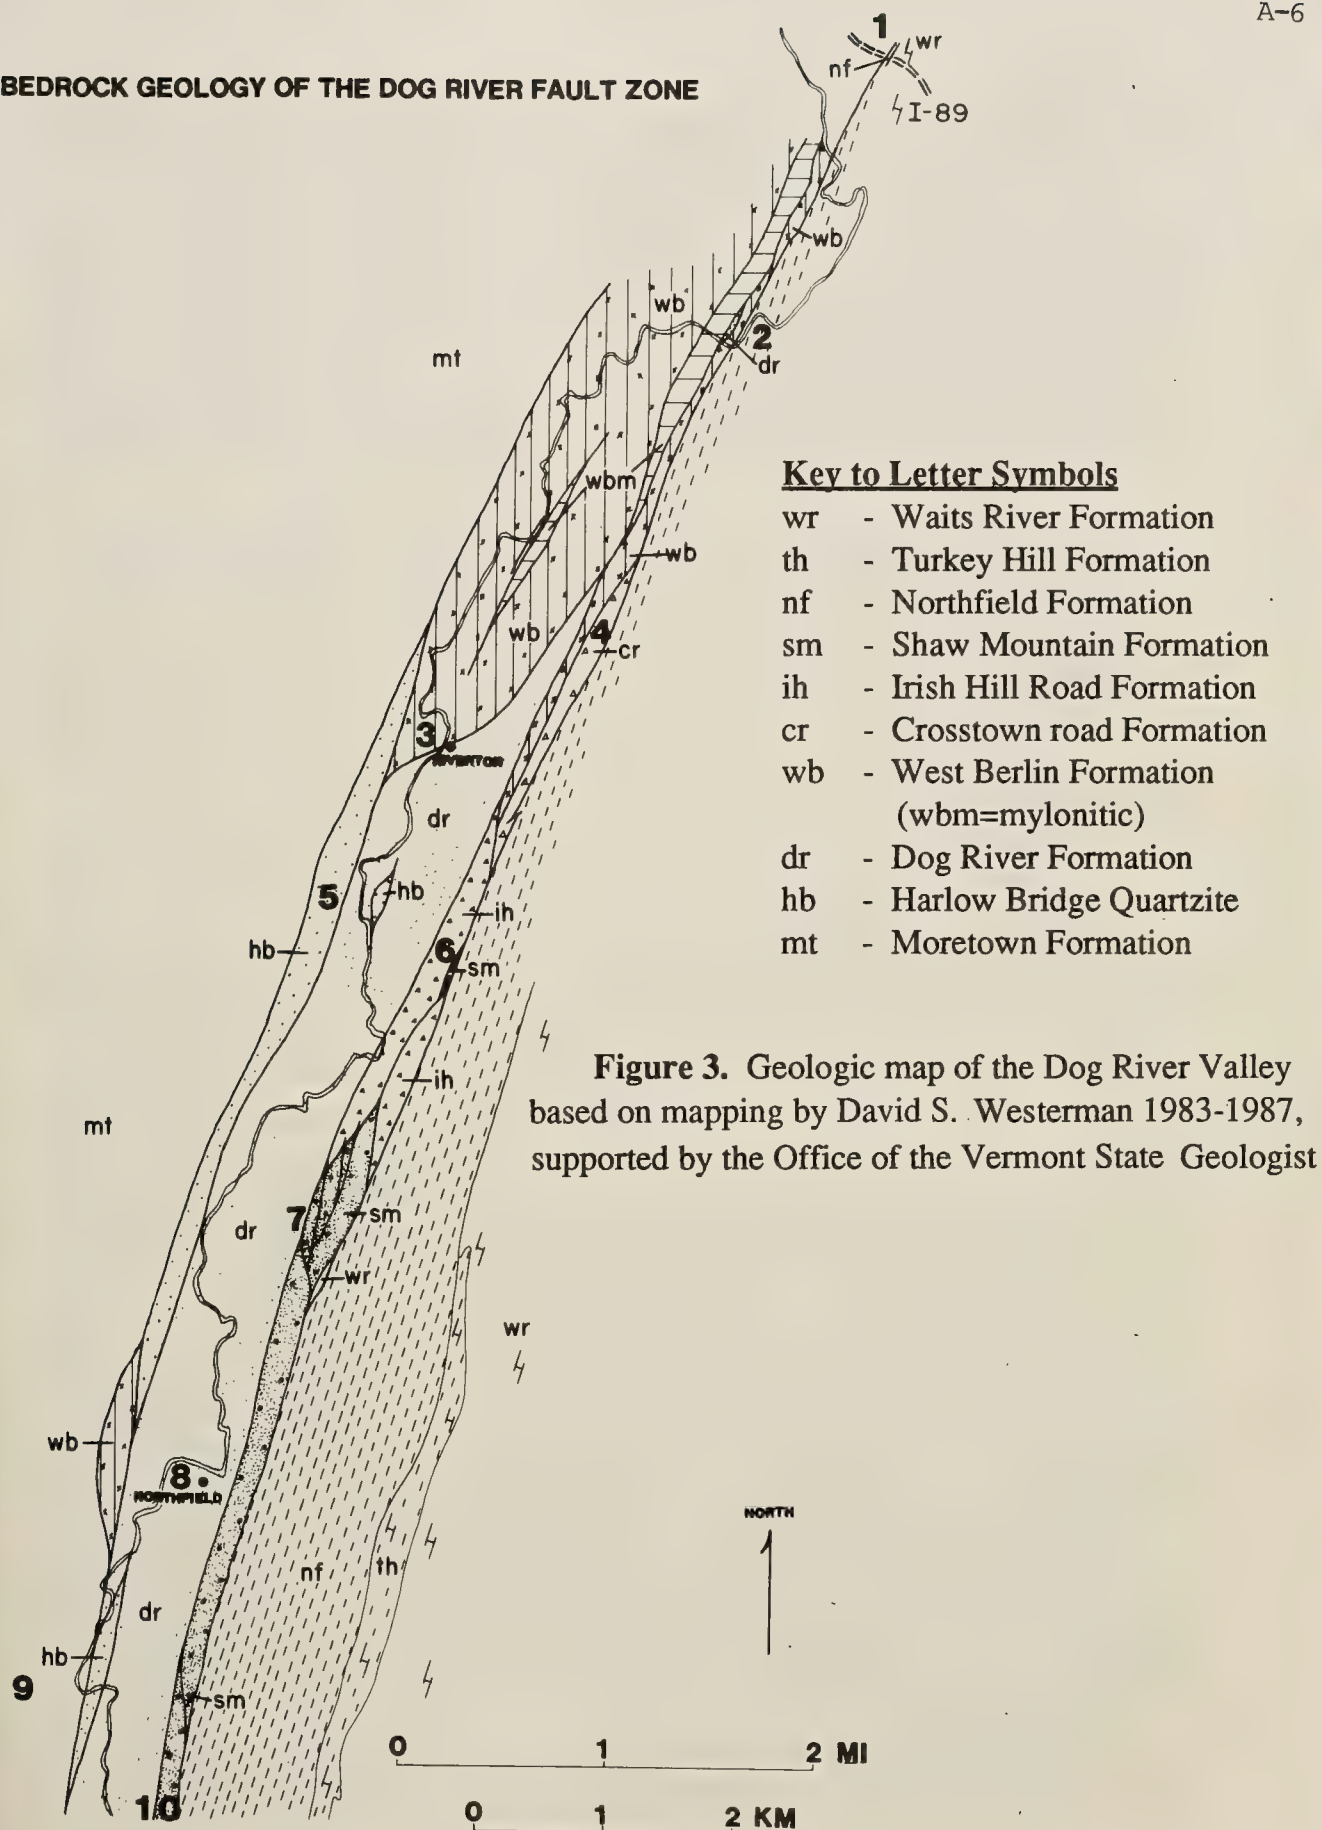 A-6
BEDROCK GEOLOGY OF THE DOG RIVER FAULT ZONE
1
wr
nf
I-89
wb
wb
2
dr
mt
wbm
wb
wb
4
cr
3
RIVERTON
dr
5
hb
ih
hb
6
sm
ih
mt
7
sm
dr
wr
wr
wb
8.
NORTHFIELD
nf
th
dr
hb
9
sm
10
Key to Letter Symbols
wr - Waits River Formation
th - Turkey Hill Formation
nf - Northfield Formation
sm - Shaw Mountain Formation
ih - Irish Hill Road Formation
cr - Crosstown road Formation
wb - West Berlin Formation
(wbm=mylonitic)
dr - Dog River Formation
hb - Harlow Bridge Quartzite
mt - Moretown Formation
Figure 3. Geologic map of the Dog River Valley
based on mapping by David S. Westerman 1983-1987,
supported by the Office of the Vermont State Geologist
NORTH
0 1 2 MI
0 1 2 KM